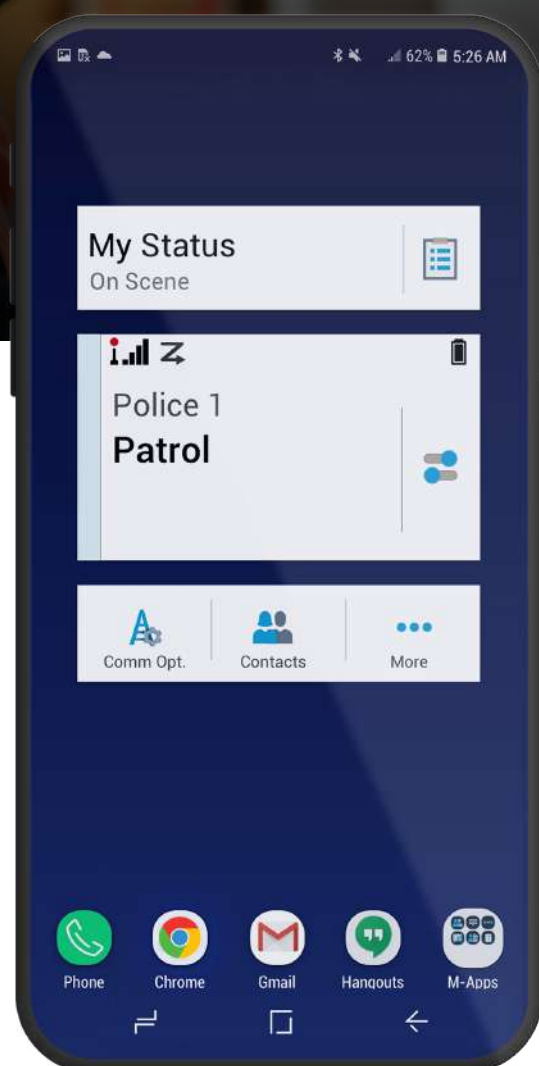 62% 5:26 AM
My Status
On Scene
Police 1
Patrol
Comm Opt.
Contacts
More
Phone
Chrome
Gmail
Hangouts
M-Apps